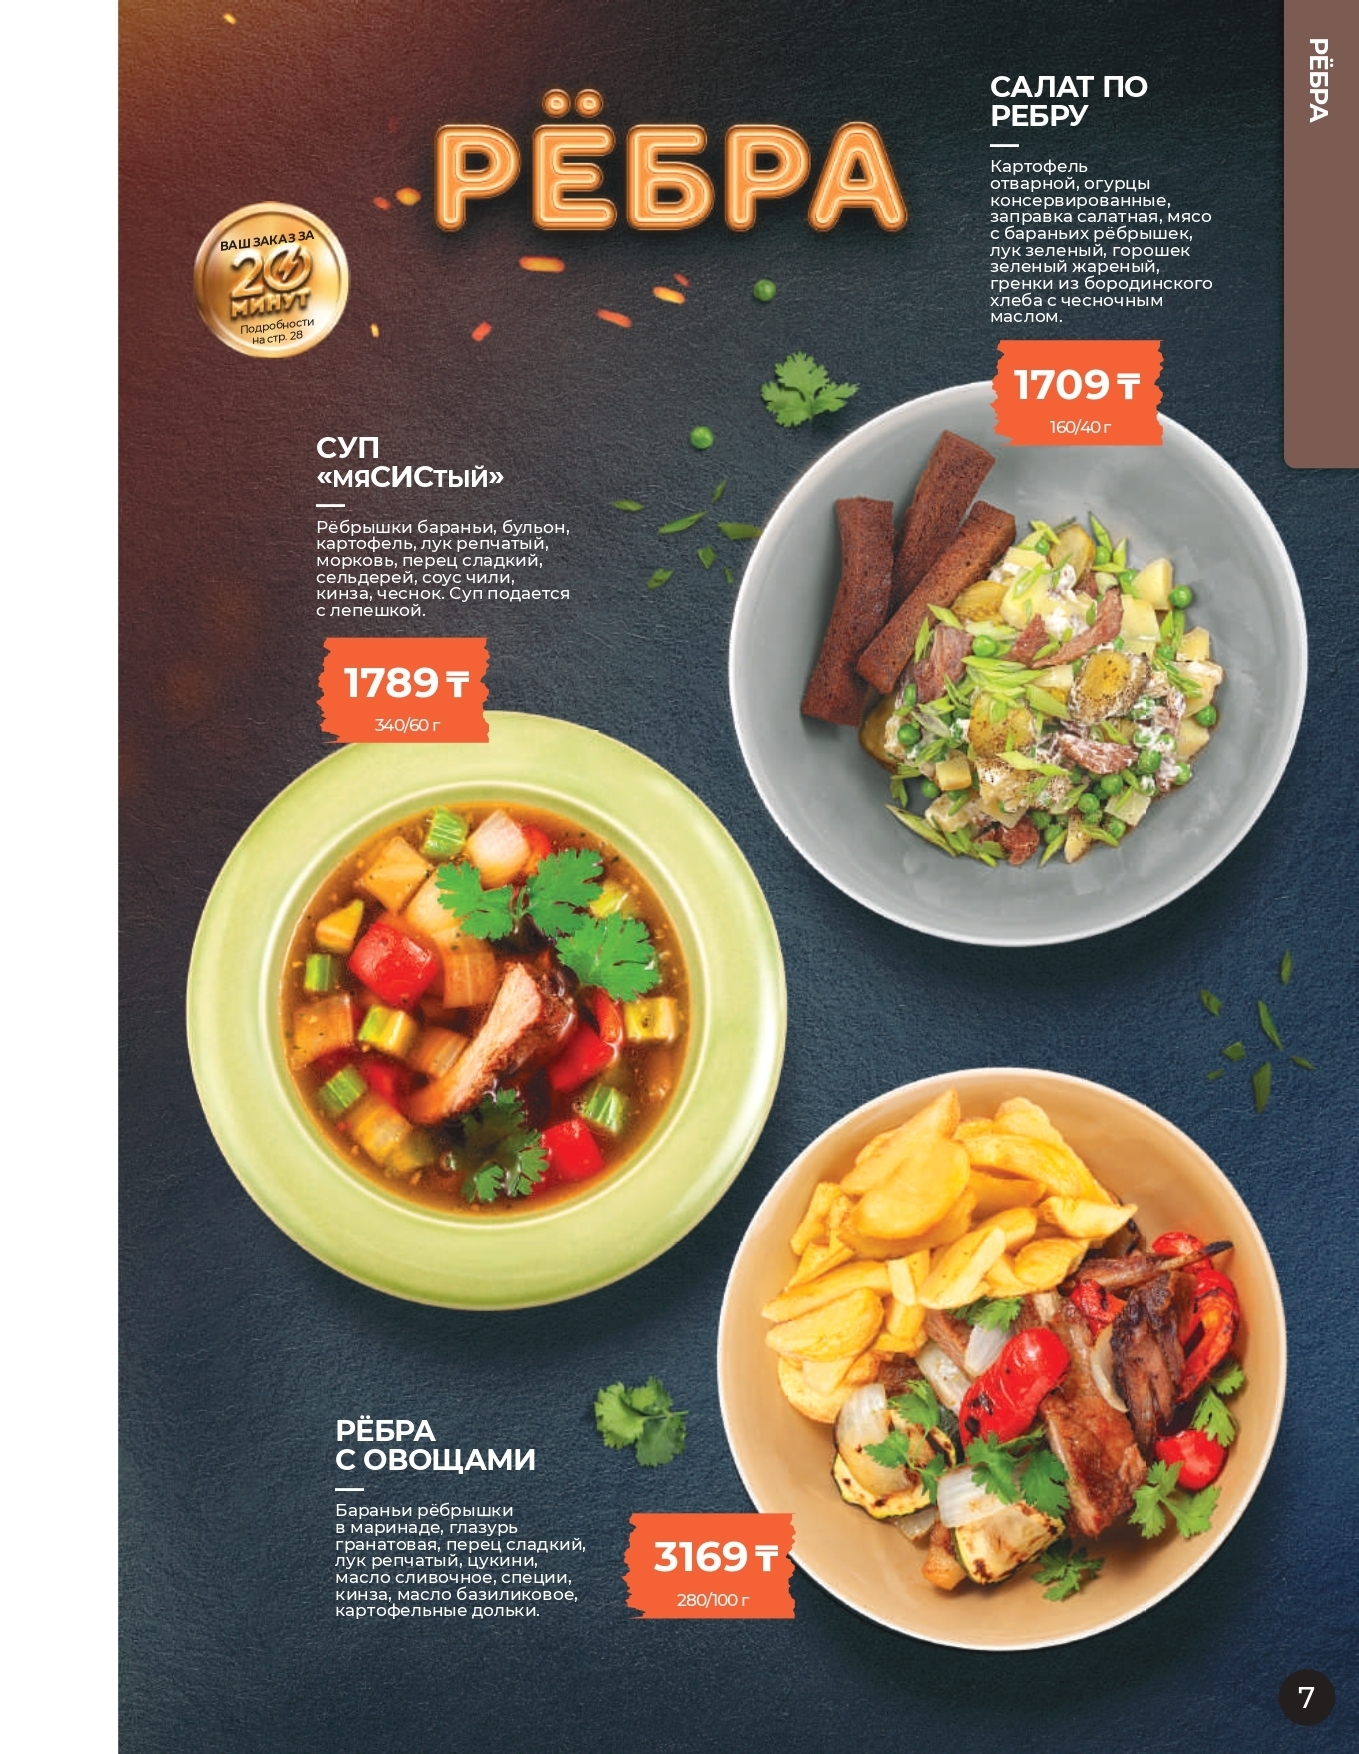 РЁБРА
РЁБРА
САЛАТ ПО
РЕБРУ
Картофель
отварной, огурцы
консервированные,
заправка салатная, мясо
с бараньих рёбрышек,
лук зеленый, горошек
зеленый жареный,
гренки из бородинского
хлеба с чесночным
маслом.
1709 ₸
160/40 г
ВАШ ЗАКАЗ ЗА
20
МИНУТ
Подробности
на стр. 28
СУП
«мяСИСтый»
Рёбрышки бараньи, бульон,
картофель, лук репчатый,
морковь, перец сладкий,
сельдерей, соус чили,
кинза, чеснок. Суп подается
с лепешкой.
1789 ₸
340/60 г
РЁБРА
С ОВОЩАМИ
Бараньи рёбрышки
в маринаде, глазурь
гранатовая, перец сладкий,
лук репчатый, цукини,
масло сливочное, специи,
кинза, масло базиликовое,
картофельные дольки.
3169 ₸
280/100 г
7